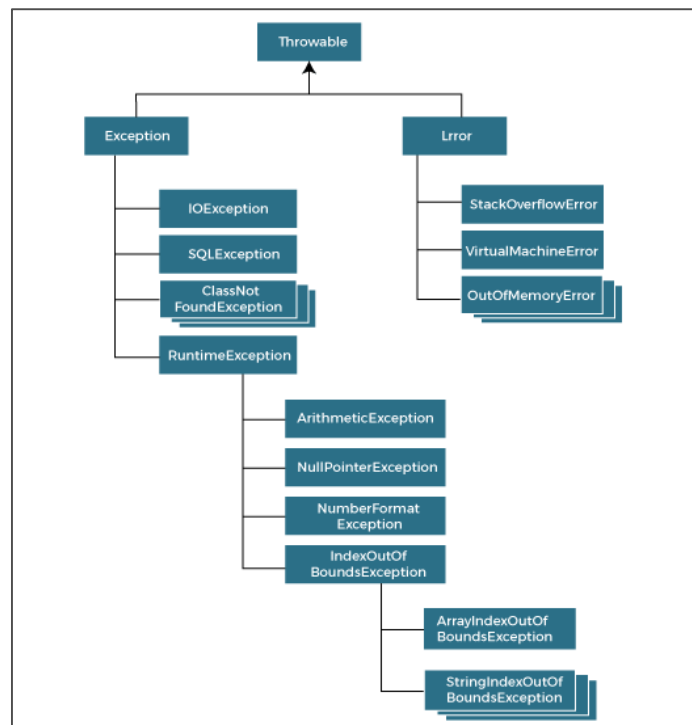 Throwable
Exception
Lrror
IOException
SQLException
ClassNot
FoundException
RuntimeException
StackOverflowError
VirtualMachineError
OutOfMemoryError
ArithmeticException
NullPointerException
NumberFormat
Exception
IndexOutOf
BoundsException
ArrayIndexOutOf
BoundsException
StringIndexOutOf
BoundsException